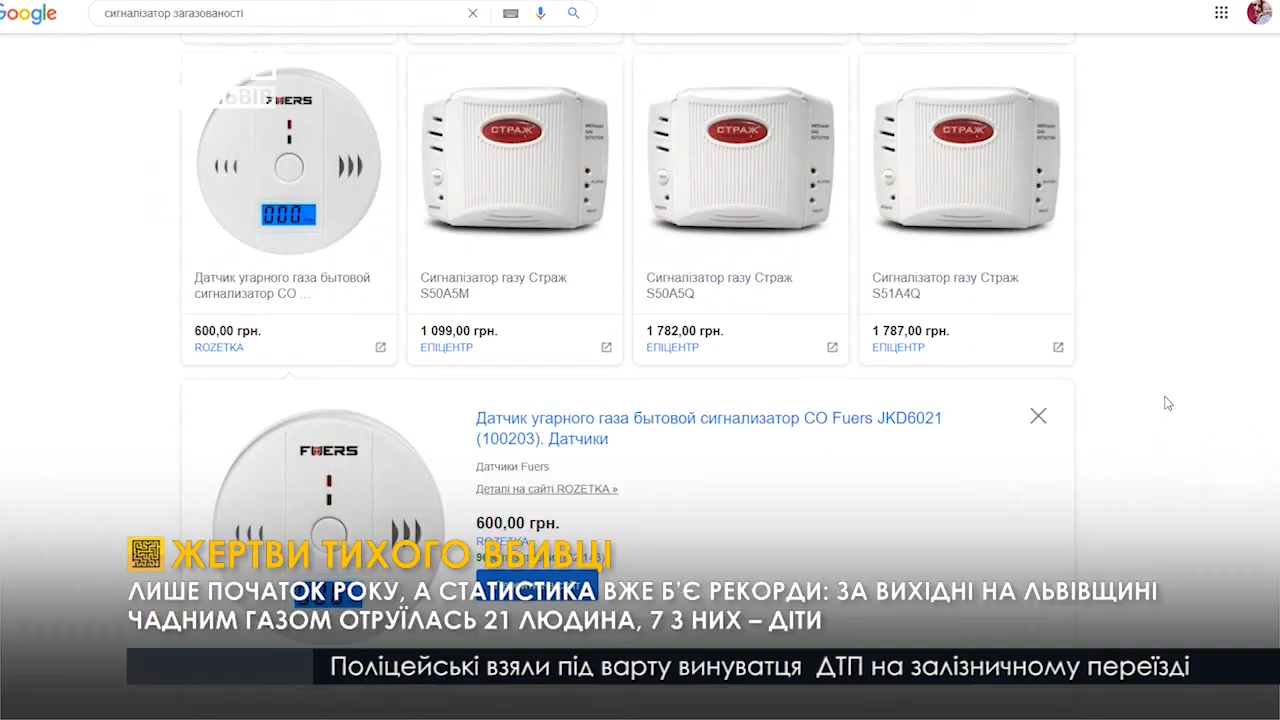 Google
сигналізатор загазованості
ЬВІВ
FUERS
000
СТРАЖ
СТРАЖ
СТРАЖ
Датчик угарного газа бытовой
сигнализатор CO ...
600,00 грн.
ROZETKA
Сигналізатор газу Страж
S50A5M
1 099,00 грн.
ЕПІЦЕНТР
Сигналізатор газу Страж
S50A5Q
1 782,00 грн.
ЕПІЦЕНТР
Сигналізатор газу Страж
S51A4Q
1 787,00 грн.
ЕПІЦЕНТР
FUERS
Датчик угарного газа бытовой сигнализатор CO Fuers JKD6021
(100203). Датчики
Датчики Fuers
Деталі на сайті ROZETKA »
600,00 грн.
ROZETKA
ЖЕРТВИ ТИХОГО ВБИВЦІ
ЛИШЕ ПОЧАТОК РОКУ, А СТАТИСТИКА ВЖЕ Б’Є РЕКОРДИ: ЗА ВИХІДНІ НА ЛЬВІВЩИНІ
ЧАДНИМ ГАЗОМ ОТРУЇЛАСЬ 21 ЛЮДИНА, 7 З НИХ – ДІТИ
Поліцейські взяли під варту винуватця ДТП на залізничному переїзді